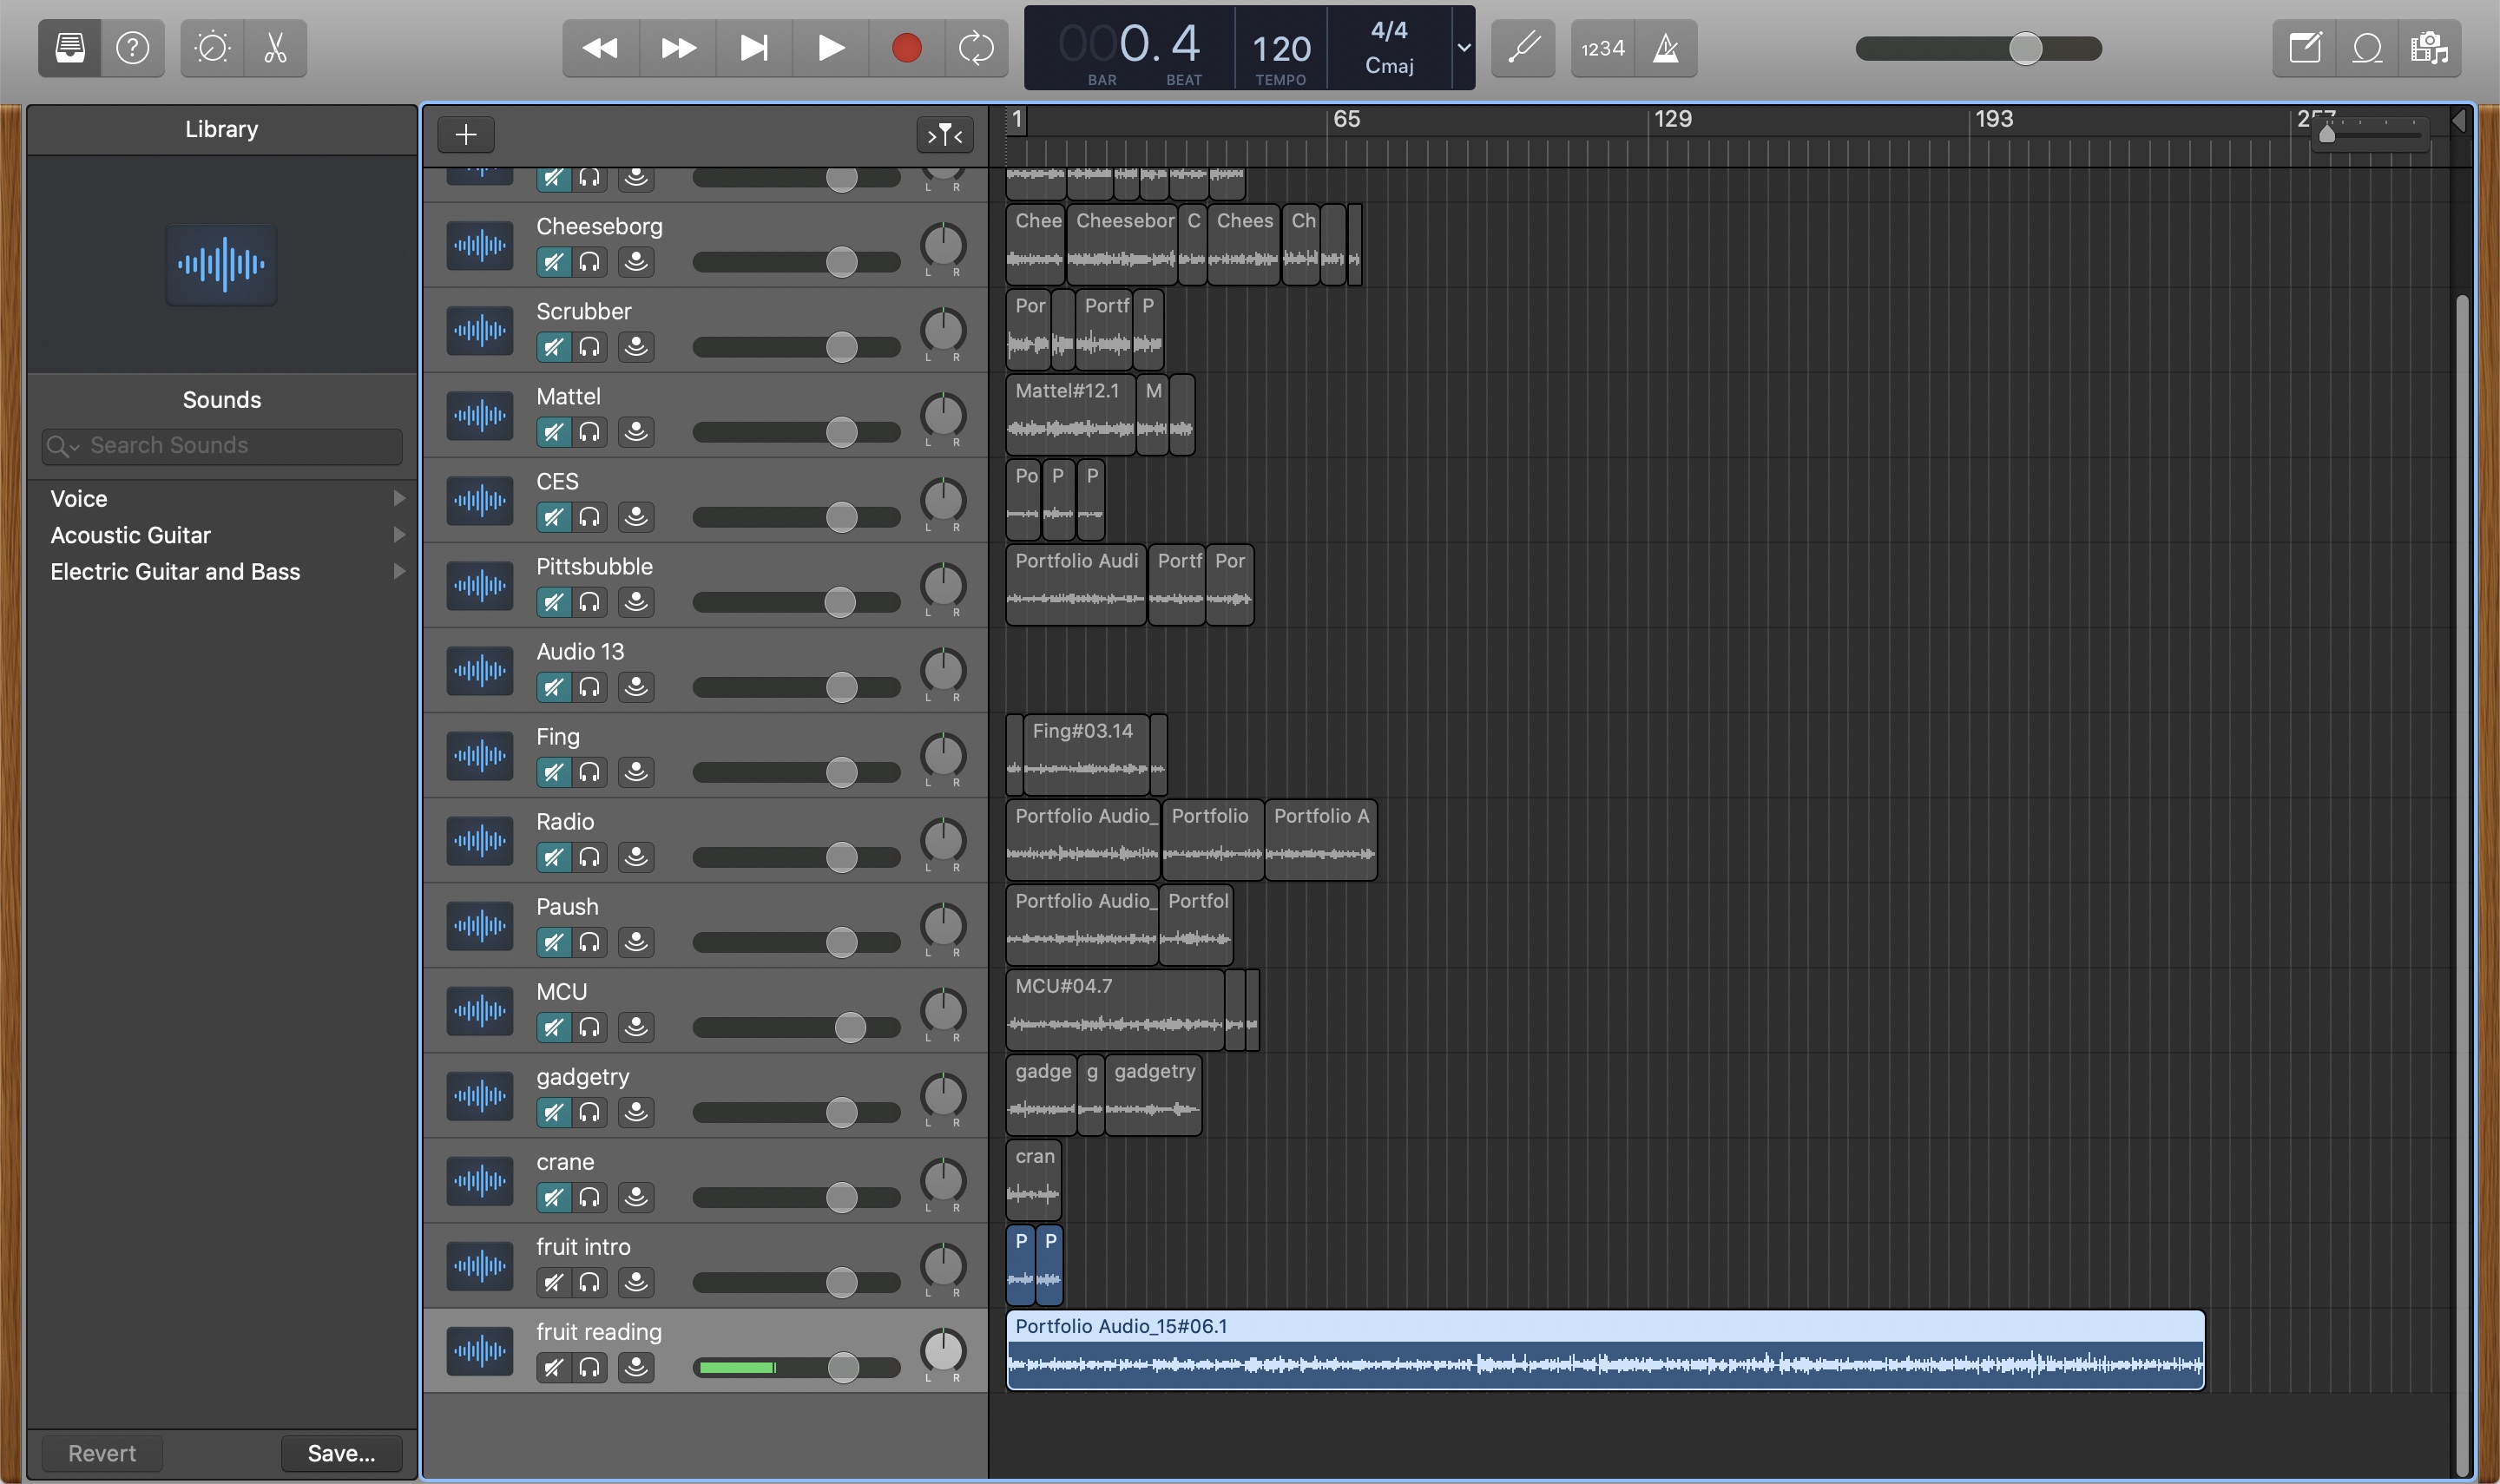 000.4
BAR
BEAT
120
TEMPO
4/4
Cmaj
1234
Library
Sounds
Search Sounds
Voice
Acoustic Guitar
Electric Guitar and Bass
Revert
Save...
1
65
129
193
L R
Cheeseborg
L R
Chee
Cheesebor
C
Chees
Ch
Scrubber
L R
Por
Portf
P
Mattel
L R
Mattel#12.1
M
CES
L R
Po
P
P
Pittsbubble
L R
Portfolio Audi
Portf
Por
Audio 13
L R
Fing
L R
Fing#03.14
Radio
L R
Portfolio Audio_
Portfolio
Portfolio A
Paush
L R
Portfolio Audio_
Portfol
MCU
L R
MCU#04.7
gadgetry
L R
gadge
g
gadgetry
crane
L R
cran
fruit intro
L R
P
P
fruit reading
L R
Portfolio Audio_15#06.1